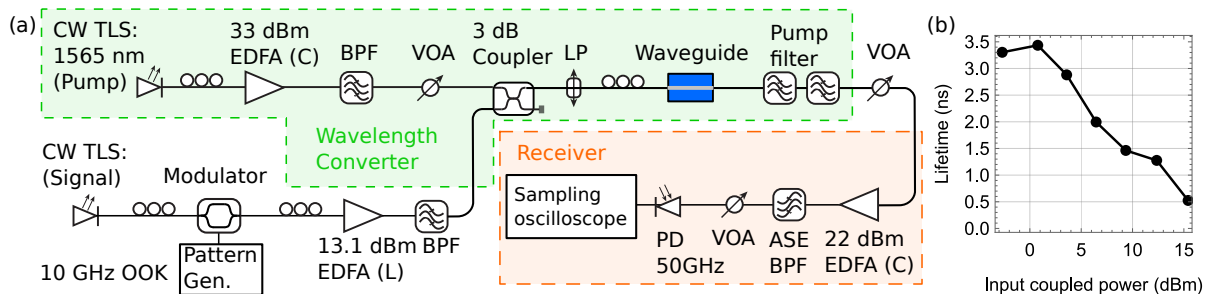 (a)
CW TLS:
1565 nm
(Pump)
33 dBm
EDFA (C)
BPF
VOA
3 dB
Coupler
LP
Waveguide
Pump
filter
VOA
Wavelength
Converter
CW TLS:
(Signal)
Modulator
10 GHz OOK
Pattern
Gen.
13.1 dBm
EDFA (L)
BPF
Receiver
Sampling
oscilloscope
PD
50GHz
VOA
ASE
BPF
22 dBm
EDFA (C)
(b)
Lifetime (ns)
3.5
3.0
2.5
2.0
1.5
1.0
0.5
0.0
0
5
10
15
Input coupled power (dBm)